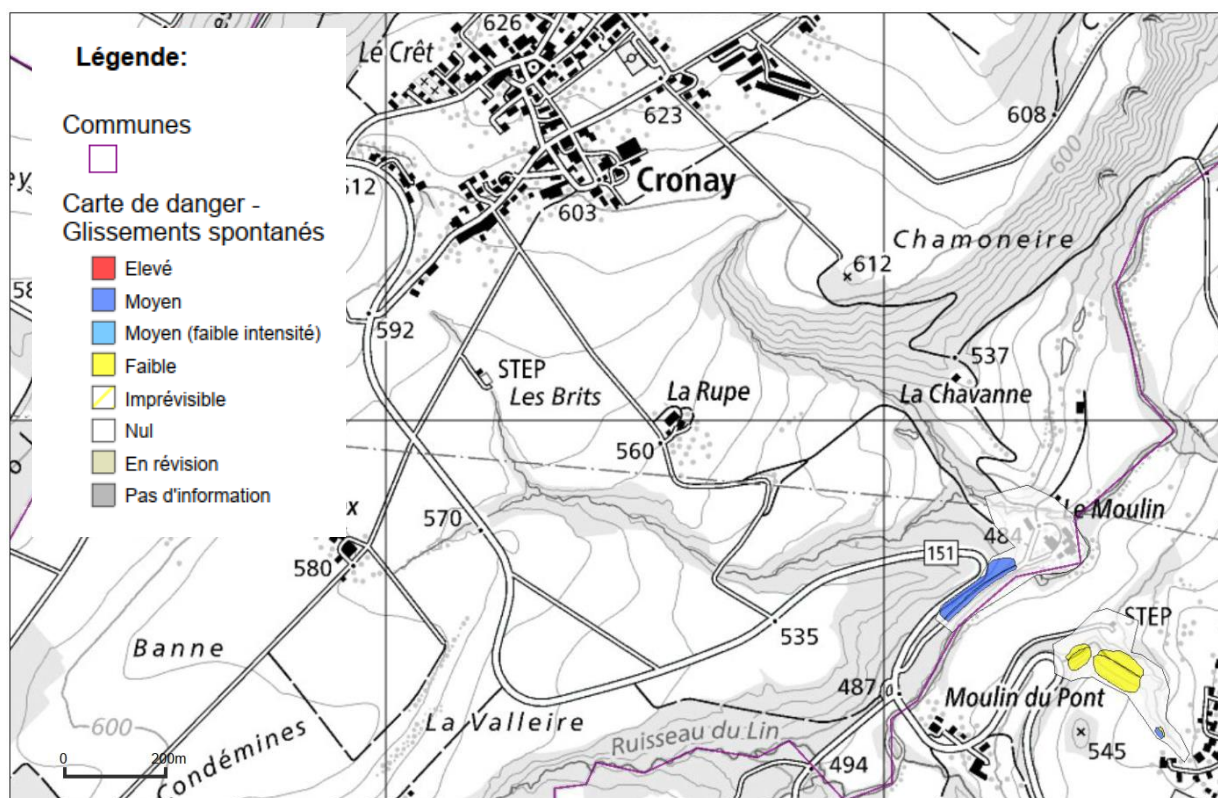 Légende:
Communes
Carte de danger -
Glissements spontanés
Elevé
Moyen
Moyen (faible intensité)
Faible
Imprévisible
Nul
En révision
Pas d'information
626
Le Crêt
623
608
600
Cronay
603
612
Chamoneire
612
592
537
STEP
Les Brits
La Rupe
La Chavanne
560
570
Le Moulin
484
151
580
535
STEP
Banne
487
Moulin du Pont
600
La Valleire
Ruisseau du Lin
545
Condémines
494
0 200m